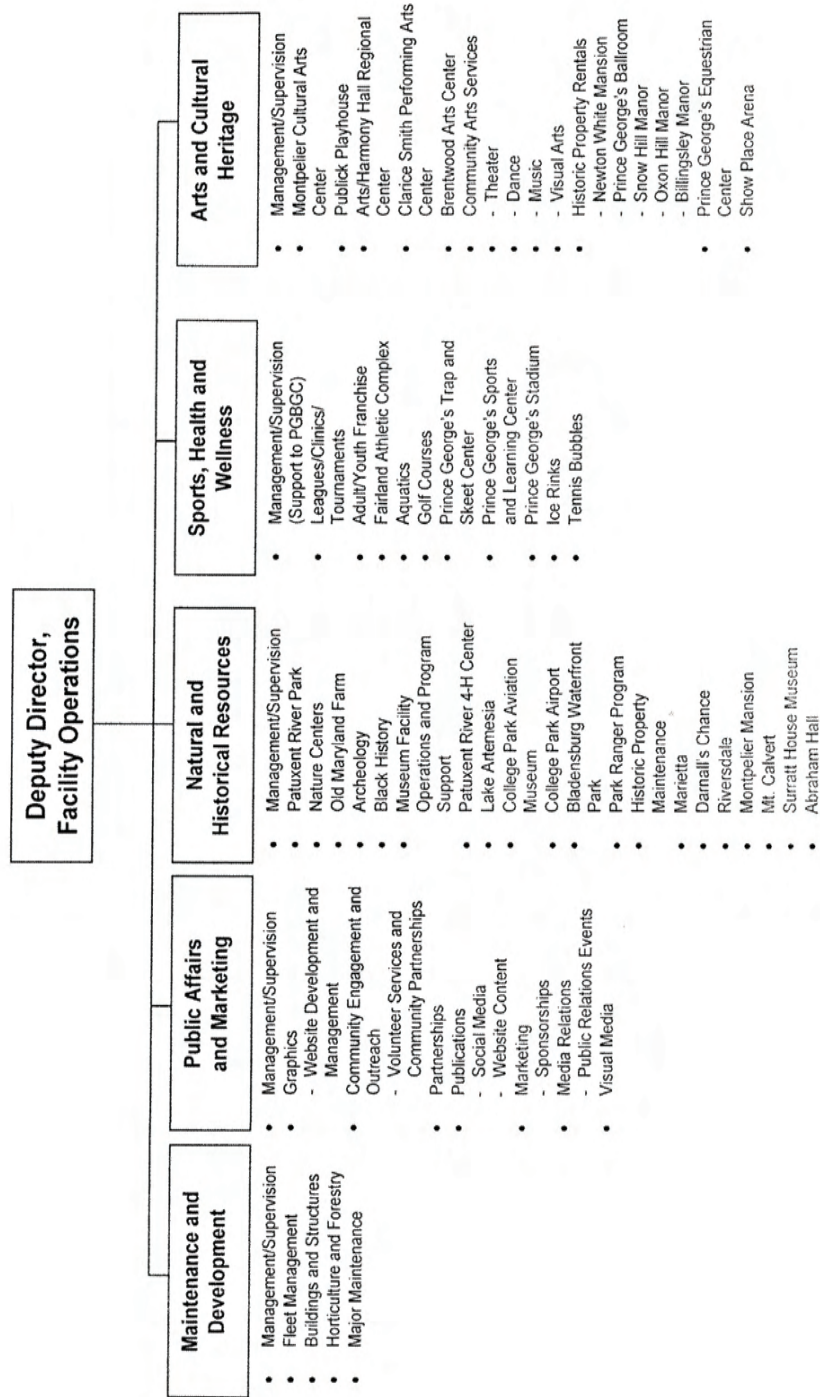 Deputy Director,
Facility Operations
Maintenance and
Development
• Management/Supervision
• Fleet Management
• Buildings and Structures
• Horticulture and Forestry
• Major Maintenance
Public Affairs
and Marketing
• Management/Supervision
• Graphics
- Website Development and
Management
• Community Engagement and
Outreach
- Volunteer Services and
Community Partnerships
• Partnerships
• Publications
- Social Media
- Website Content
• Marketing
- Sponsorships
• Media Relations
- Public Relations Events
• Visual Media
Natural and
Historical Resources
• Management/Supervision
• Patuxent River Park
• Nature Centers
• Old Maryland Farm
• Archeology
• Black History
• Museum Facility
Operations and Program
Support
• Patuxent River 4-H Center
• Lake Artemesia
• College Park Aviation
Museum
• College Park Airport
• Bladensburg Waterfront
Park
• Park Ranger Program
• Historic Property
Maintenance
• Marietta
• Darnall's Chance
• Riversdale
• Montpelier Mansion
• Mt. Calvert
• Surratt House Museum
• Abraham Hall
Sports, Health and
Wellness
• Management/Supervision
(Support to PGBGC)
• Leagues/Clinics/
Tournaments
• Adult/Youth Franchise
• Fairland Athletic Complex
• Aquatics
• Golf Courses
• Prince George's Trap and
Skeet Center
• Prince George's Sports
and Learning Center
• Prince George's Stadium
• Ice Rinks
• Tennis Bubbles
Arts and Cultural
Heritage
• Management/Supervision
• Montpelier Cultural Arts
Center
• Publick Playhouse
• Arts/Harmony Hall Regional
Center
• Clarice Smith Performing Arts
Center
• Brentwood Arts Center
• Community Arts Services
• - Theater
• - Dance
• - Music
• - Visual Arts
• Historic Property Rentals
- Newton White Mansion
- Prince George's Ballroom
- Snow Hill Manor
- Oxon Hill Manor
- Billingsley Manor
• Prince George's Equestrian
Center
• Show Place Arena